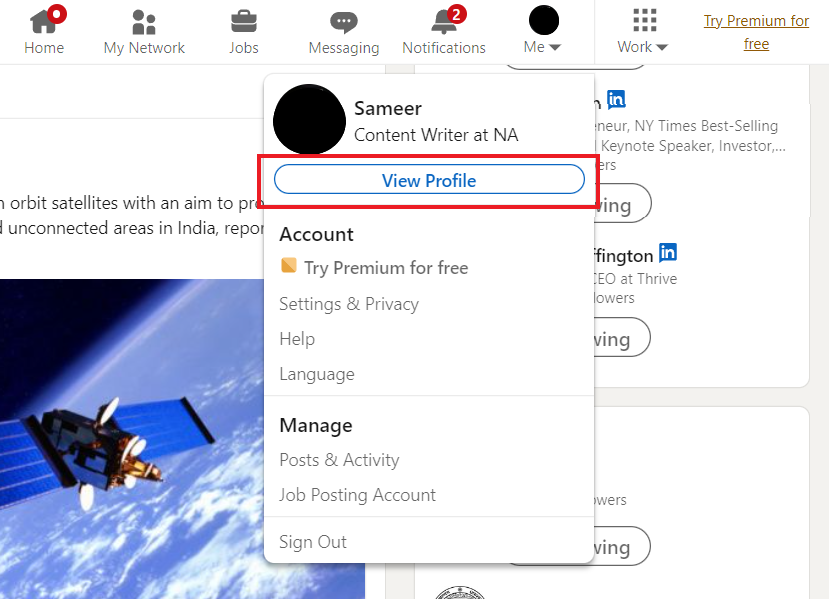 2
Home
My Network
Jobs
Messaging
Notifications
Me
Work
Try Premium for
free
Sameer
Content Writer at NA
View Profile
Account
Try Premium for free
Settings & Privacy
Help
Language
Manage
Posts & Activity
Job Posting Account
Sign Out
n orbit satellites with an aim to pro
d unconnected areas in India, repor
n in
eneur, NY Times Best-Selling
Keynote Speaker, Investor,...
ers
wing
ffington in
CEO at Thrive
lowers
wing
owers
wing